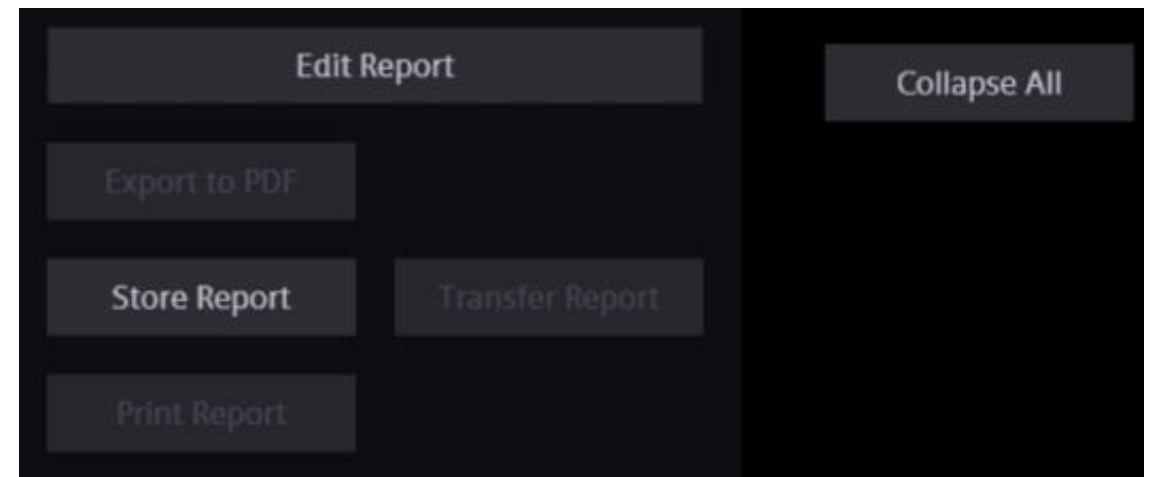 Edit Report
Collapse All
Export to PDF
Store Report
Transfer Report
Print Report